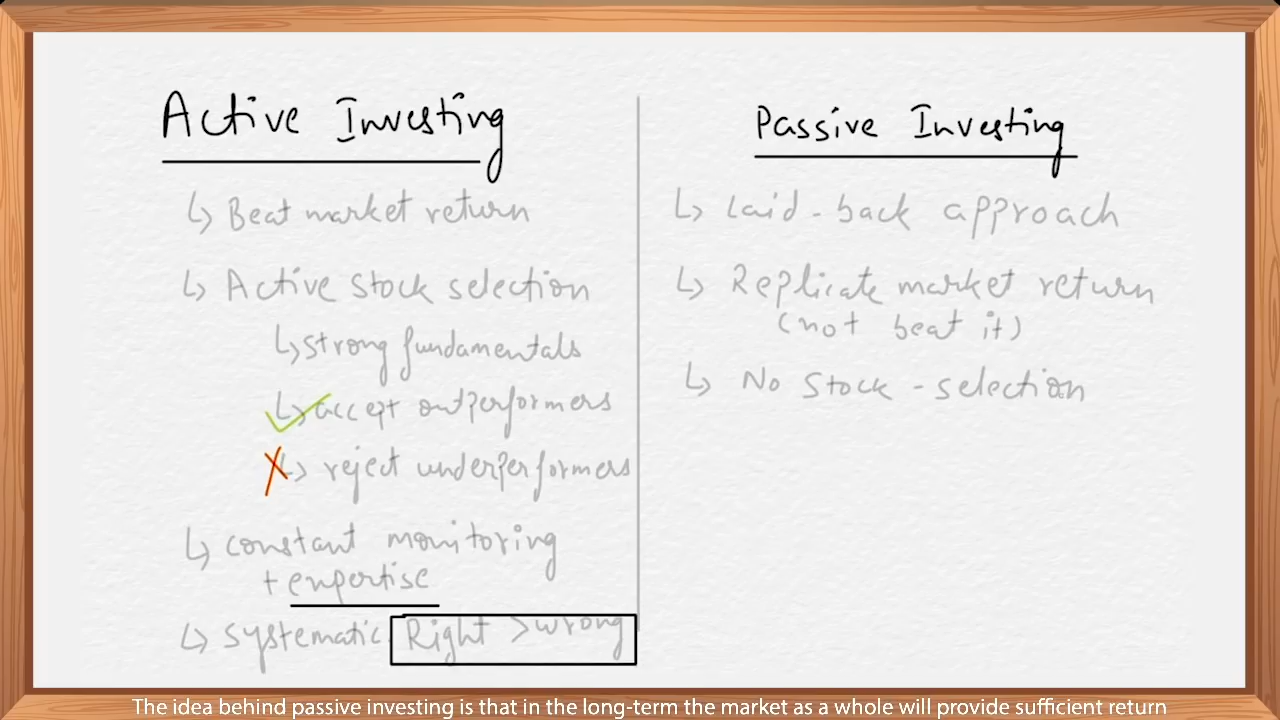 Active Investing
↳ Beat market return
↳ Active stock selection
↳ strong fundamentals
↳ accept outperformers
↳ reject underperformers
↳ constant monitoring
+ expertise
↳ systematic. Right > wrong
Passive Investing
↳ Laid-back approach
↳ Replicate market return
(not beat it)
↳ No stock-selection
The idea behind passive investing is that in the long-term the market as a whole will provide sufficient return